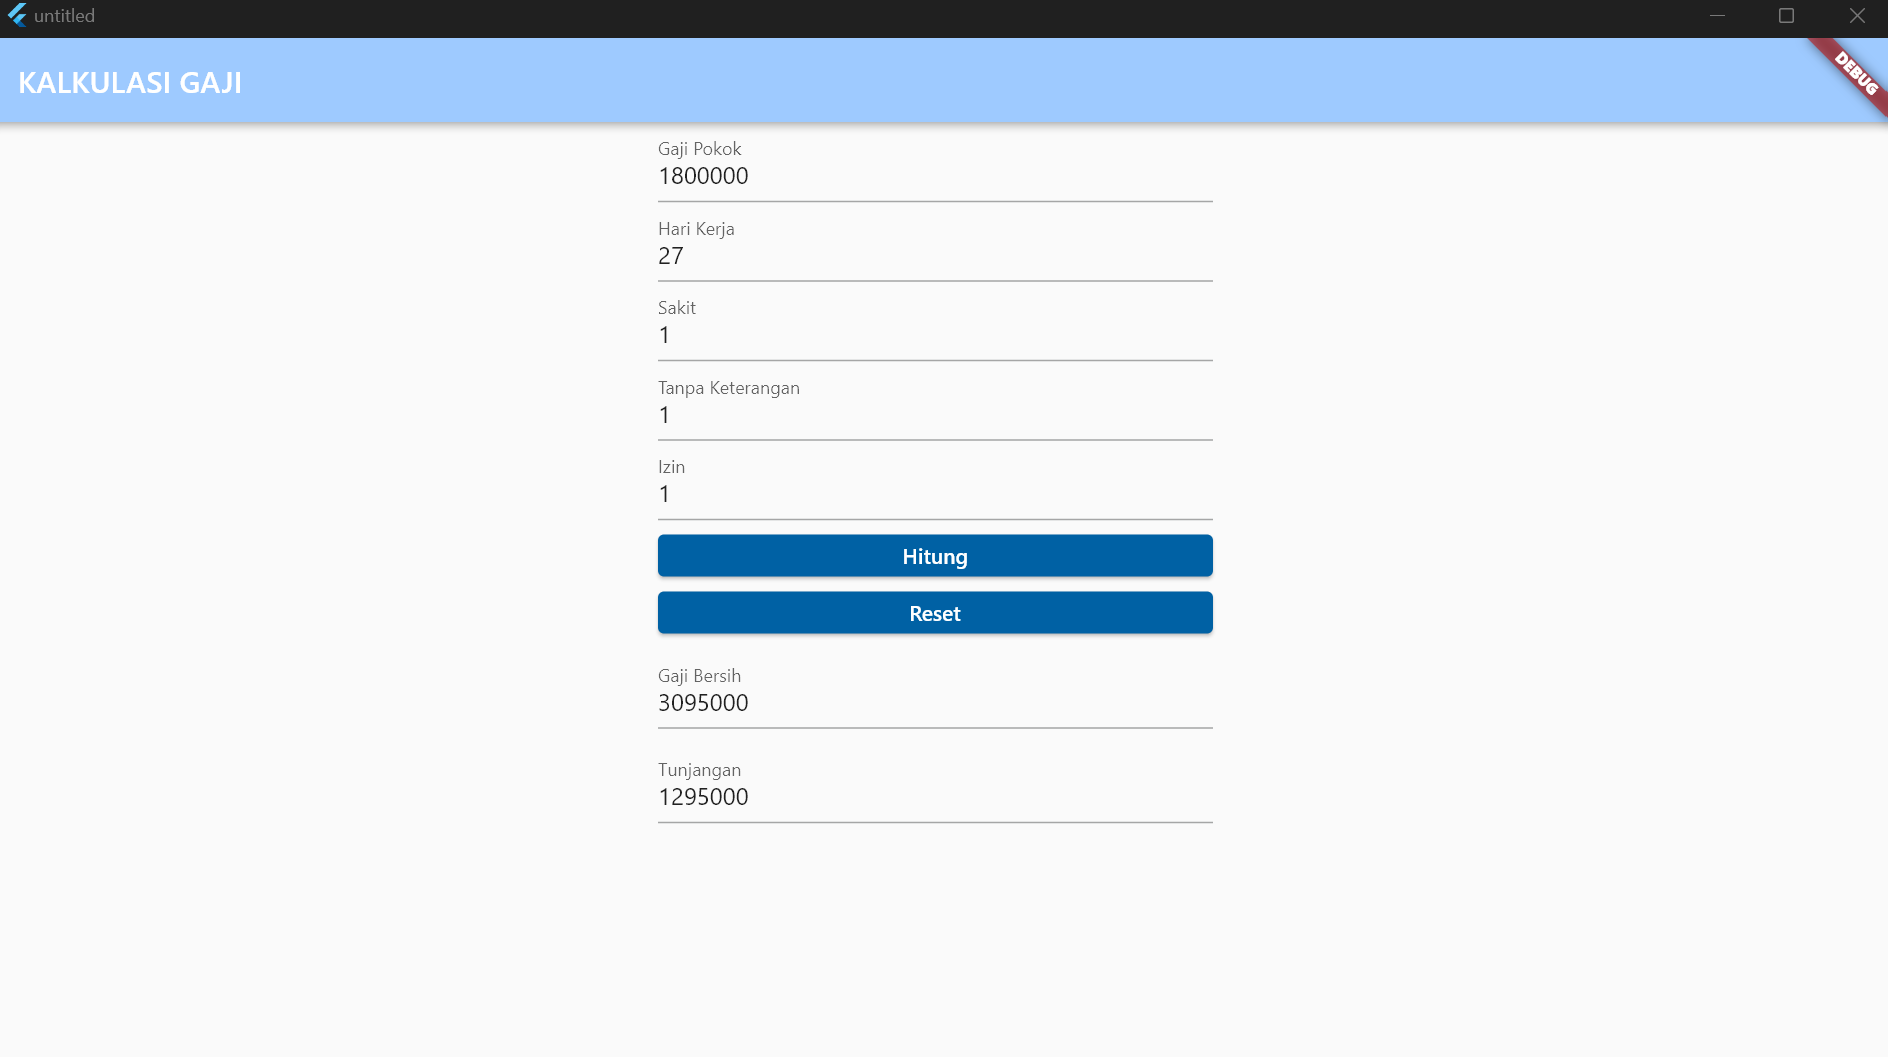 untitled
KALKULASI GAJI
DEBUG
Gaji Pokok
1800000
Hari Kerja
27
Sakit
1
Tanpa Keterangan
1
Izin
1
Hitung
Reset
Gaji Bersih
3095000
Tunjangan
1295000